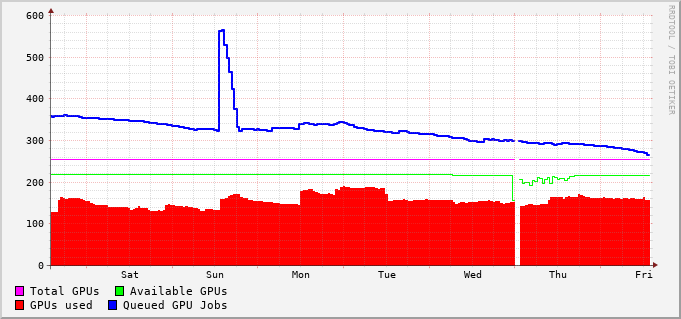 600
500
400
300
200
100
0
Sat Sun Mon Tue Wed Thu Fri
Total GPUs Available GPUs
GPUs used Queued GPU Jobs
RRDTOOL / TOBI OETIKER